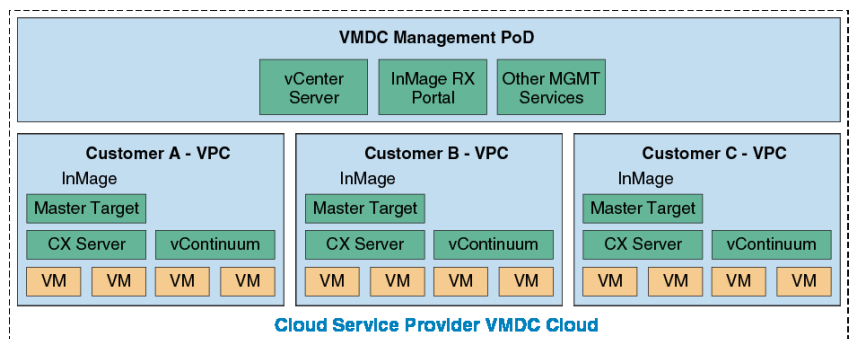 VMDC Management PoD
vCenter
Server
InMage RX
Portal
Other MGMT
Services
Customer A - VPC
InMage
Master Target
CX Server
vContinuum
VM
VM
VM
VM
Customer B - VPC
InMage
Master Target
CX Server
vContinuum
VM
VM
VM
VM
Customer C - VPC
InMage
Master Target
CX Server
vContinuum
VM
VM
VM
VM
Cloud Service Provider VMDC Cloud